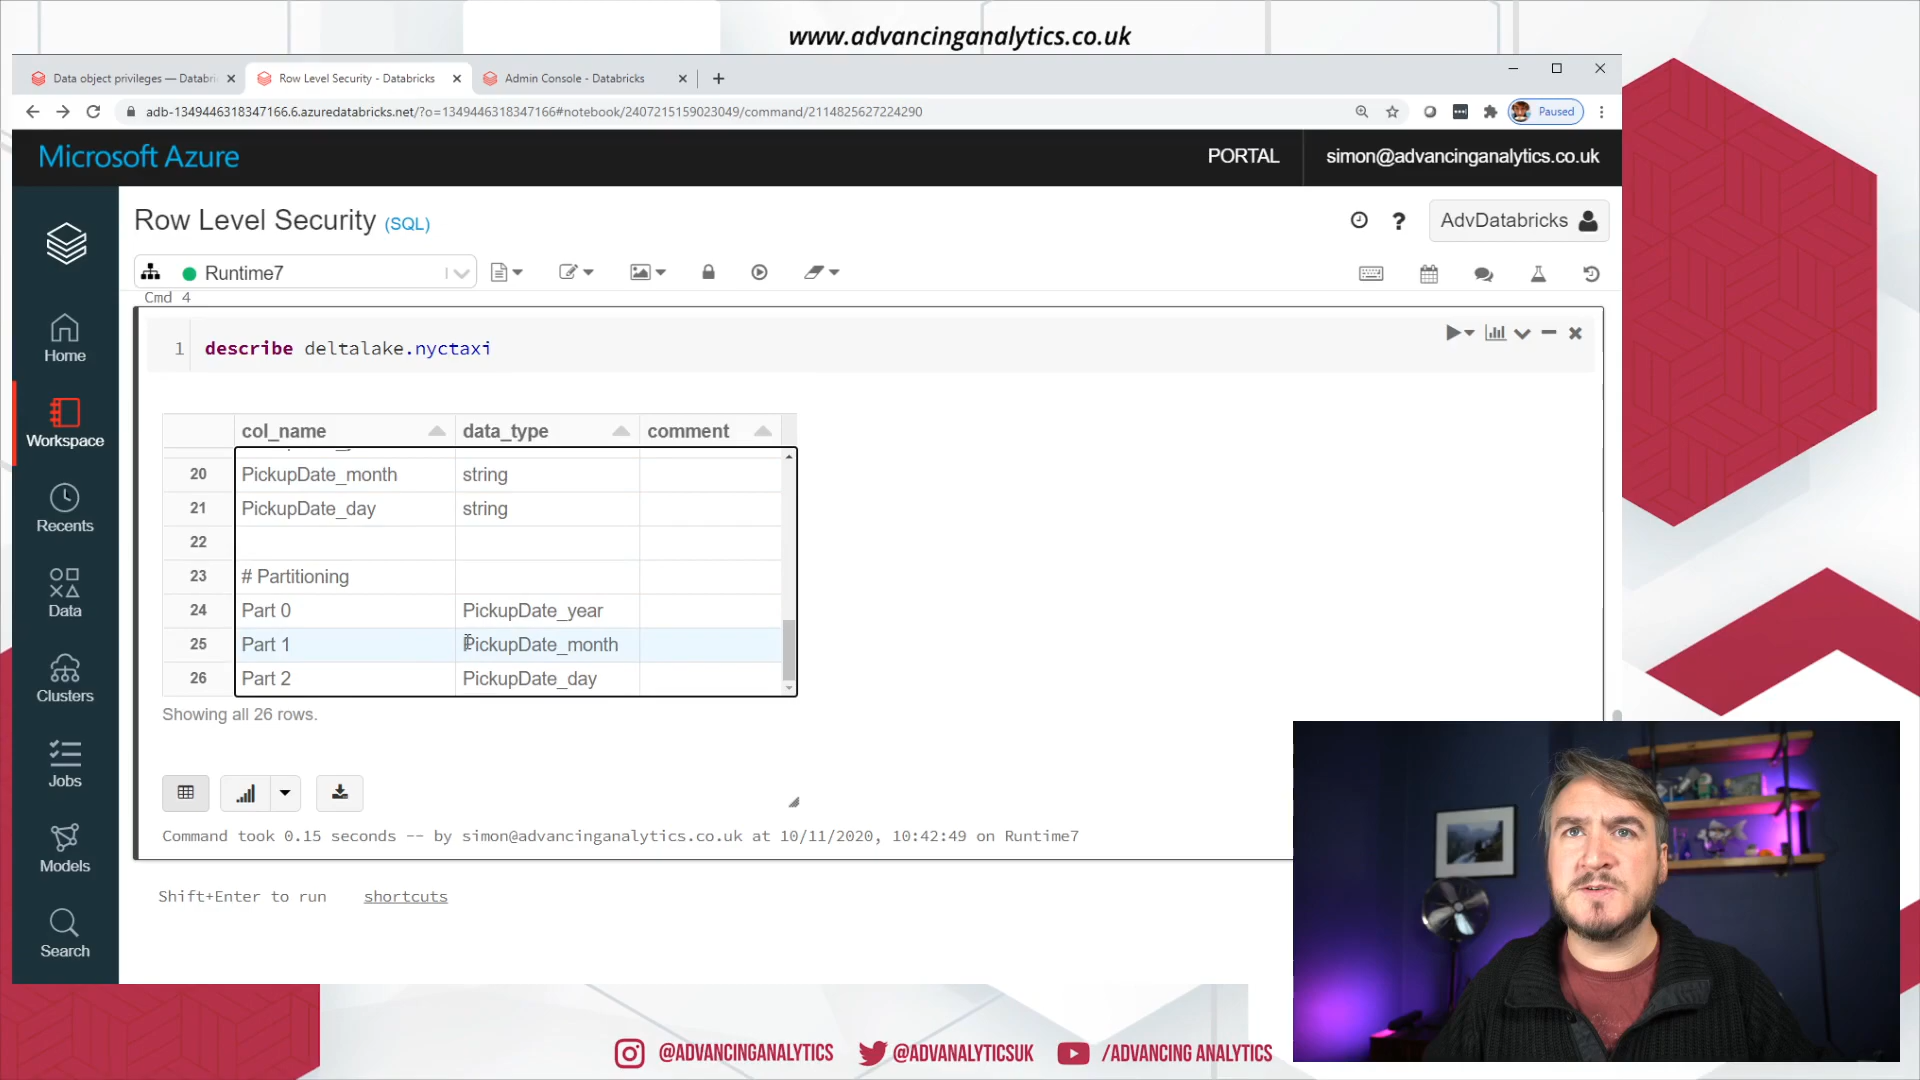 www.advancinganalytics.co.uk
Data object privileges — Databri
Row Level Security - Databricks
Admin Console - Databricks
adb-1349446318347166.6.azuredatabricks.net/?o=1349446318347166#notebook/2407215159023049/command/2114825627224290
Paused
Microsoft Azure
PORTAL
simon@advancinganalytics.co.uk
Row Level Security (SQL)
? AdvDatabricks
Runtime7
Cmd 4
1 describe deltalake.nyctaxi
Home
Workspace
Recents
Data
Clusters
Jobs
Models
Search
col_name data_type comment
20 PickupDate_month string
21 PickupDate_day string
22
23 # Partitioning
24 Part 0 PickupDate_year
25 Part 1 PickupDate_month
26 Part 2 PickupDate_day
Showing all 26 rows.
Command took 0.15 seconds -- by simon@advancinganalytics.co.uk at 10/11/2020, 10:42:49 on Runtime7
Shift+Enter to run shortcuts
@ADVANCINGANALYTICS @ADVANALYTICSUK /ADVANCING ANALYTICS